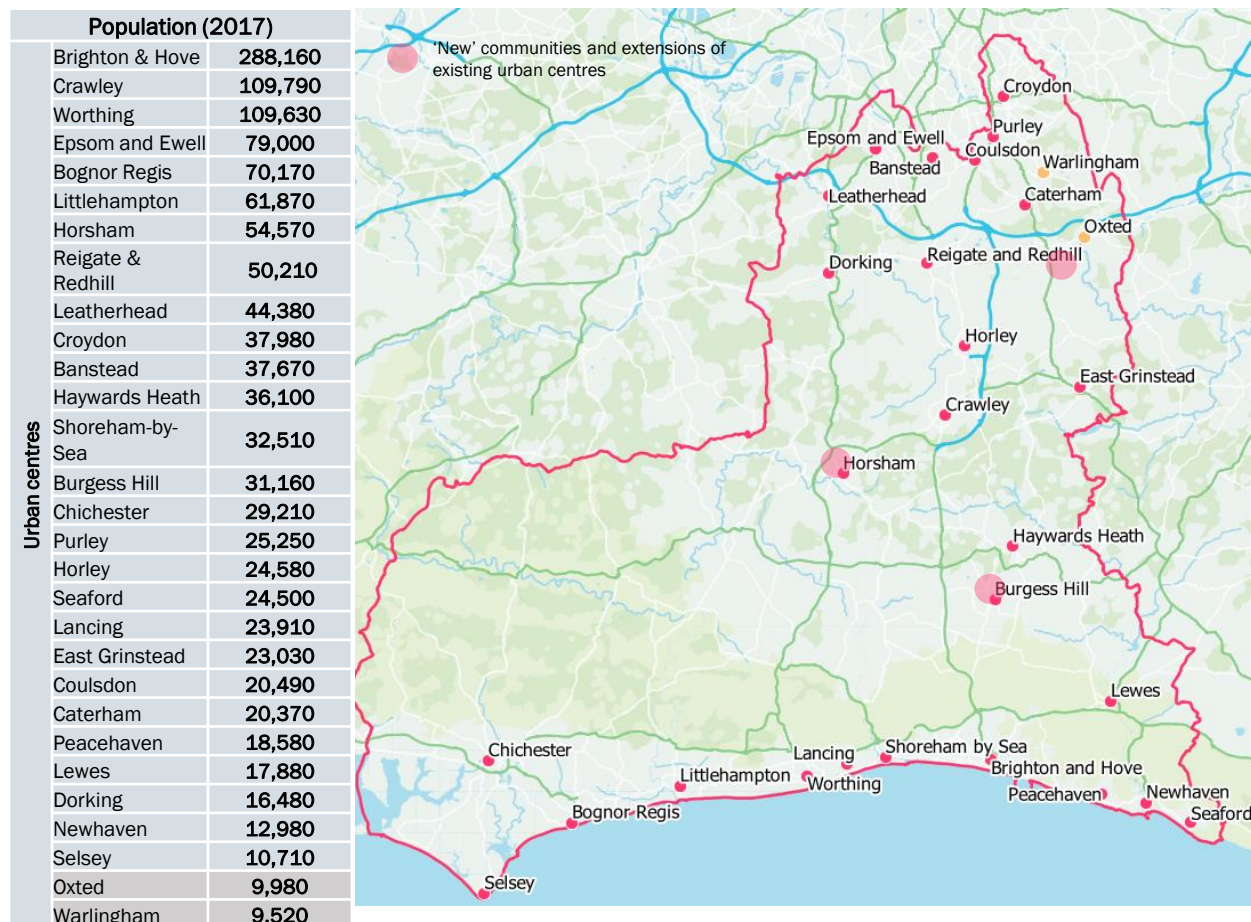 Population (2017)
Urban centres
Brighton & Hove 288,160
Crawley 109,790
Worthing 109,630
Epsom and Ewell 79,000
Bognor Regis 70,170
Littlehampton 61,870
Horsham 54,570
Reigate &
Redhill 50,210
Leatherhead 44,380
Croydon 37,980
Banstead 37,670
Haywards Heath 36,100
Shoreham-by-
Sea 32,510
Burgess Hill 31,160
Chichester 29,210
Purley 25,250
Horley 24,580
Seaford 24,500
Lancing 23,910
East Grinstead 23,030
Coulsdon 20,490
Caterham 20,370
Peacehaven 18,580
Lewes 17,880
Dorking 16,480
Newhaven 12,980
Selsey 10,710
Oxted 9,980
Warlingham 9,520
‘New’ communities and extensions of
existing urban centres
Croydon
Purley
Epsom and Ewell
Coulsdon
Banstead
Warlingham
Leatherhead
Caterham
Oxted
Dorking
Reigate and Redhill
Horley
East Grinstead
Crawley
Horsham
Haywards Heath
Burgess Hill
Lewes
Chichester
Lancing
Shoreham by Sea
Littlehampton
Worthing
Brighton and Hove
Peacehaven
Newhaven
Bognor Regis
Seaford
Selsey